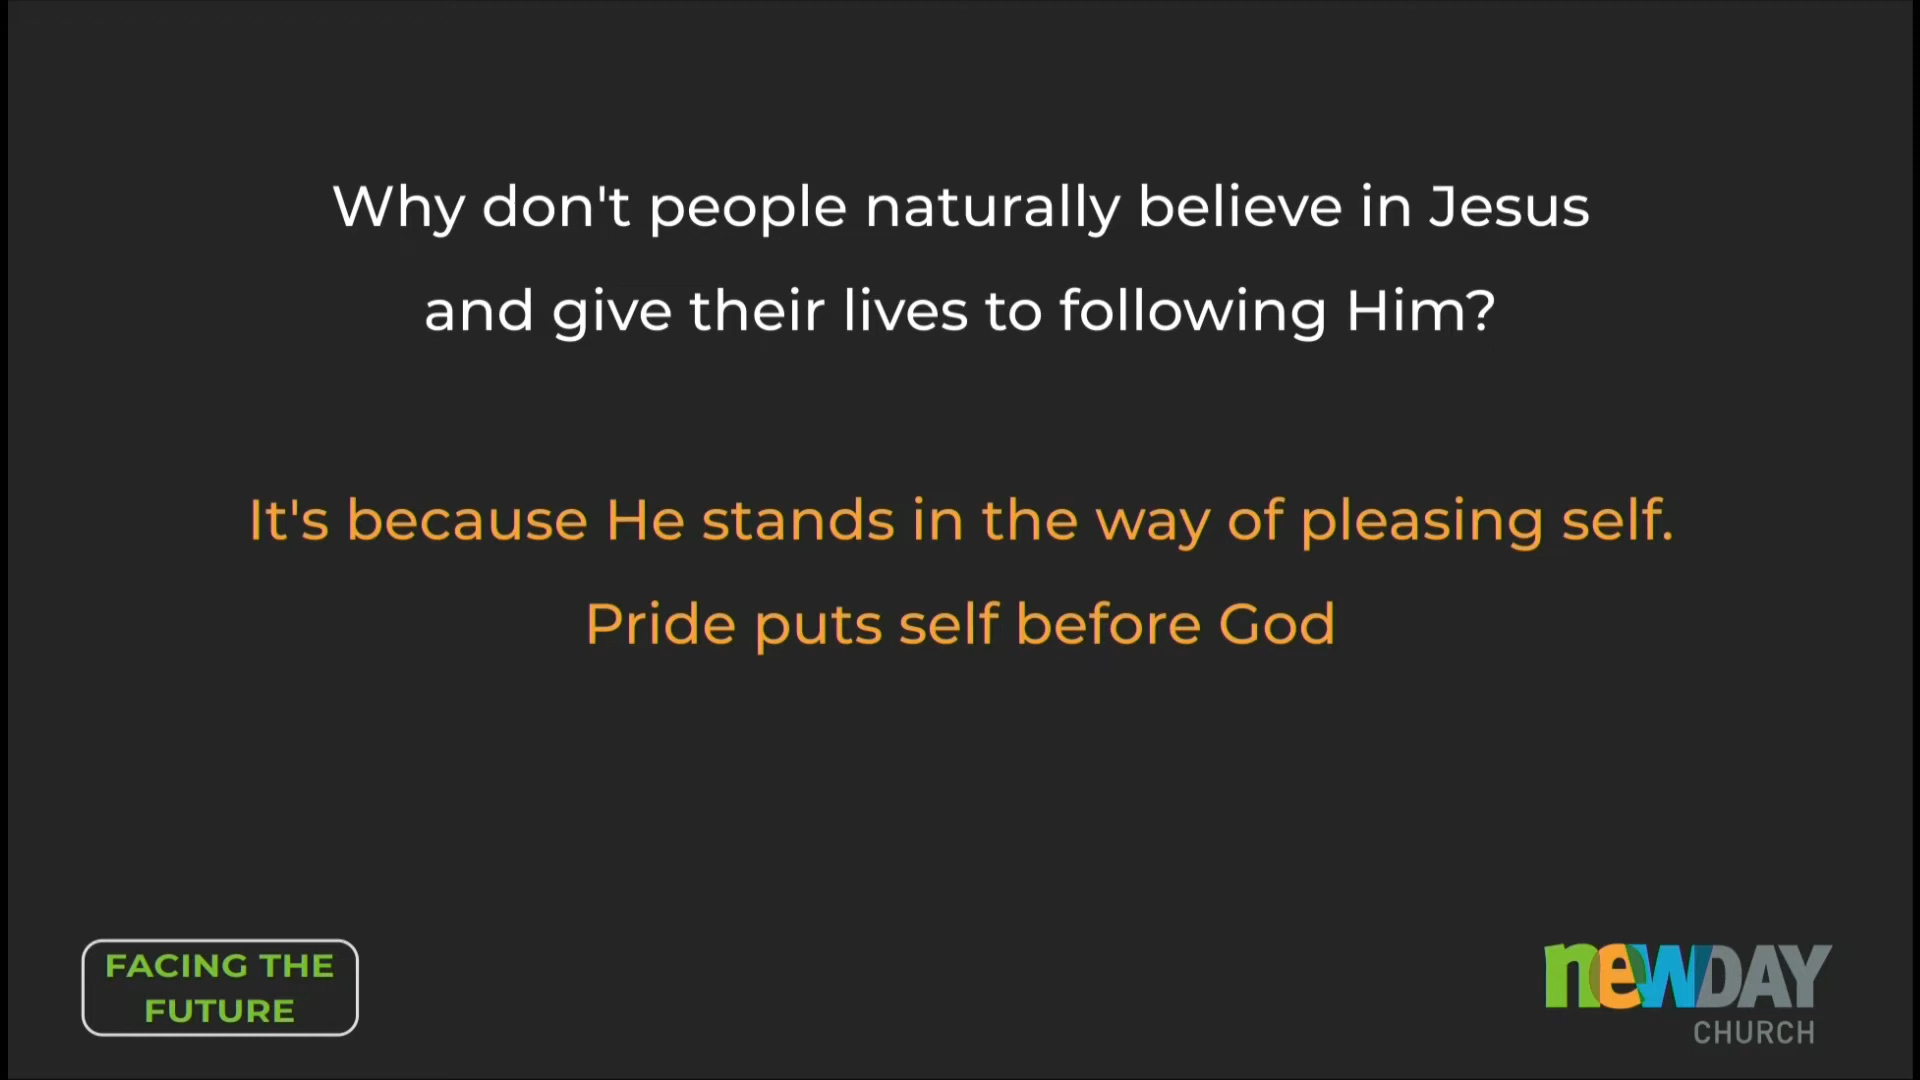 Why don't people naturally believe in Jesus
and give their lives to following Him?
It's because He stands in the way of pleasing self.
Pride puts self before God
FACING THE
FUTURE
newDAY
CHURCH